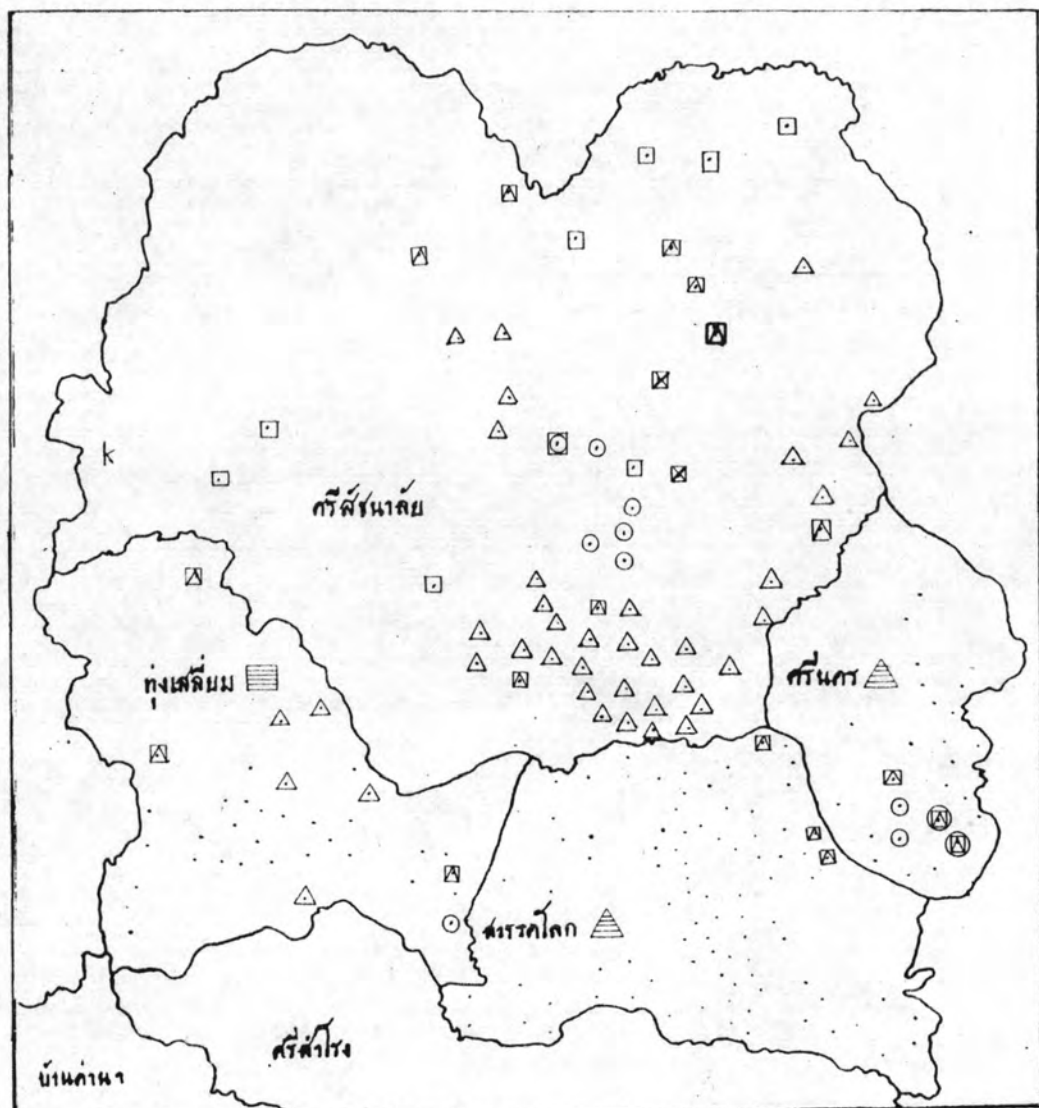 k
ศรีสัชนาลัย
ทุ่งเสลี่ยม
ศรีนคร
สวรรคโลก
ศรีสำโรง
บ้านด่านฯ